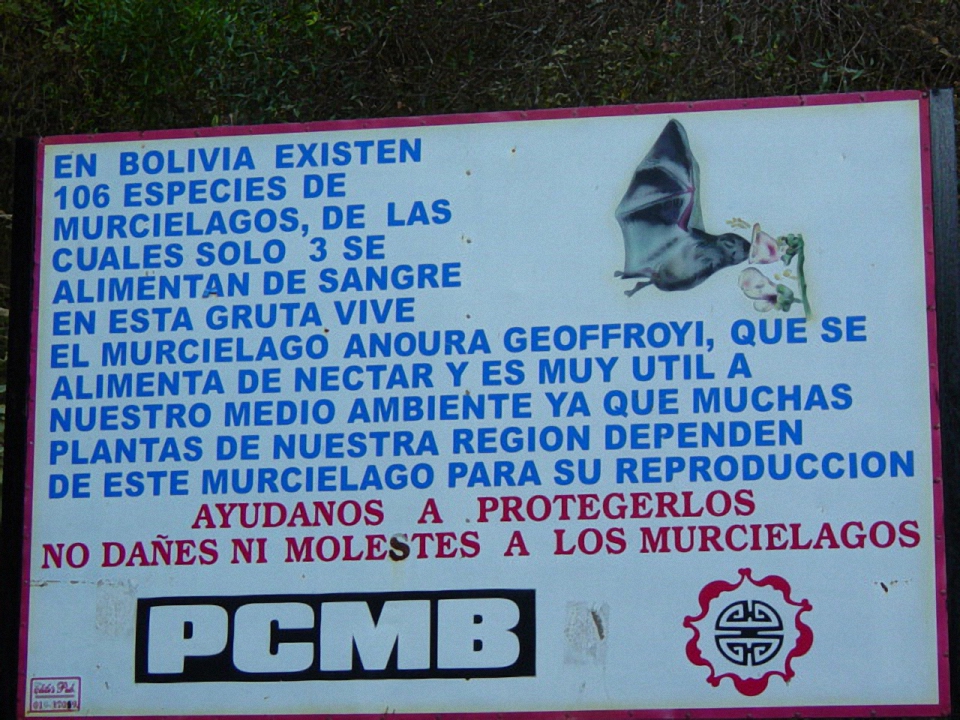 EN BOLIVIA EXISTEN
106 ESPECIES DE
MURCIELAGOS, DE LAS
CUALES SOLO 3 SE
ALIMENTAN DE SANGRE
EN ESTA GRUTA VIVE
EL MURCIELAGO ANOURA GEOFFROYI, QUE SE
ALIMENTA DE NECTAR Y ES MUY UTIL A
NUESTRO MEDIO AMBIENTE YA QUE MUCHAS
PLANTAS DE NUESTRA REGION DEPENDEN
DE ESTE MURCIELAGO PARA SU REPRODUCCION
AYUDANOS A PROTEGERLOS
NO DAÑES NI MOLESTES A LOS MURCIELAGOS
PCMB